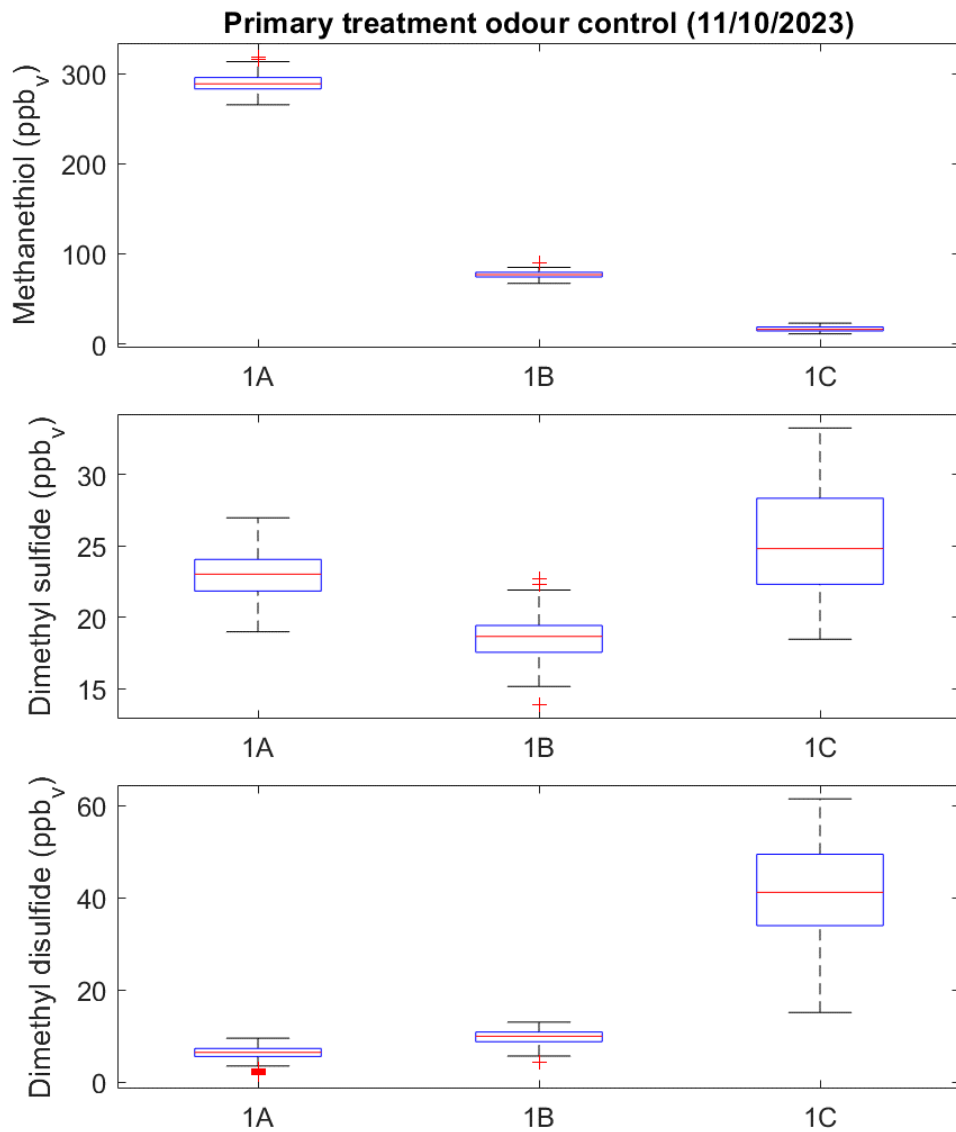 Primary treatment odour control (11/10/2023)
Methanethiol (ppbv)
300
200
100
0
1A 1B 1C
Dimethyl sulfide (ppbv)
30
25
20
15
1A 1B 1C
Dimethyl disulfide (ppbv)
60
40
20
0
1A 1B 1C